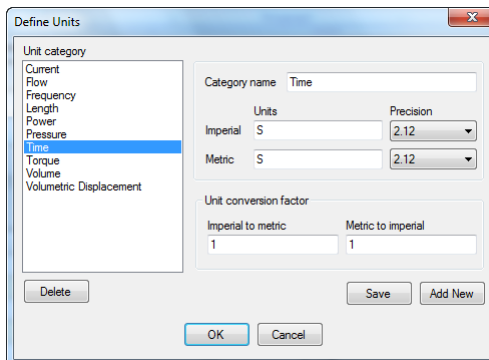 Define Units
Unit category
Current
Flow
Frequency
Length
Power
Pressure
Time
Torque
Volume
Volumetric Displacement
Category name Time
Units Precision
Imperial S 2.12
Metric S 2.12
Unit conversion factor
Imperial to metric Metric to imperial
1 1
Delete Save Add New
OK Cancel